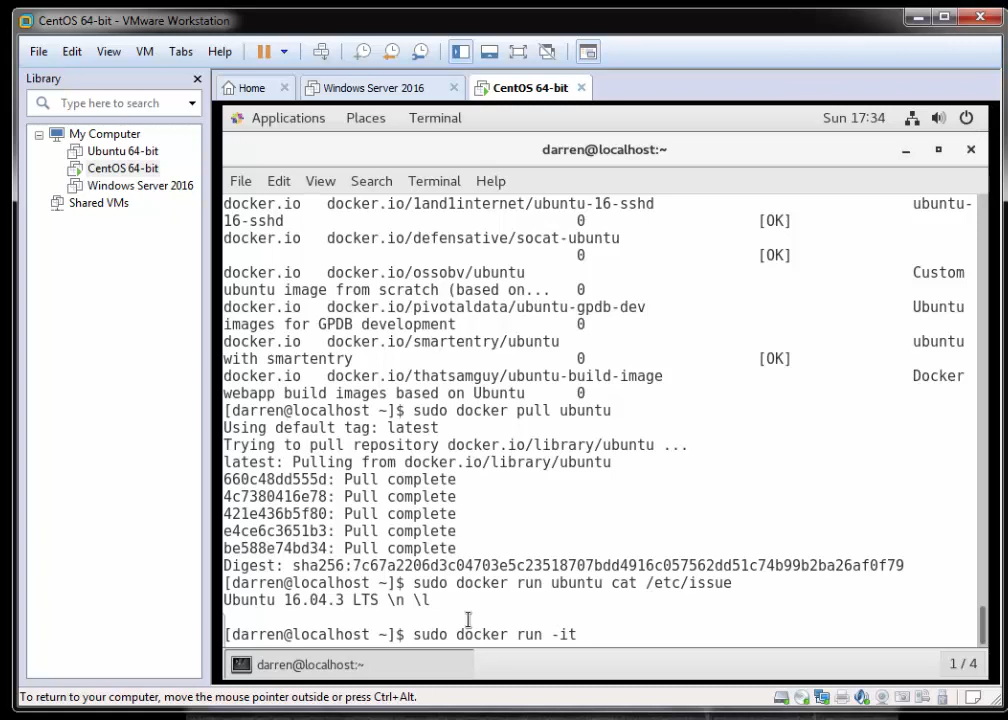 CentOS 64-bit - VMware Workstation
File Edit View VM Tabs Help
Library
Type here to search
My Computer
Ubuntu 64-bit
CentOS 64-bit
Windows Server 2016
Shared VMs
Home Windows Server 2016 CentOS 64-bit
Applications Places Terminal Sun 17:34
darren@localhost:~
File Edit View Search Terminal Help
docker.io docker.io/1and1internet/ubuntu-16-sshd ubuntu-
16-sshd 0 [OK]
docker.io docker.io/defensative/socat-ubuntu
0 [OK]
docker.io docker.io/ossobv/ubuntu Custom
ubuntu image from scratch (based on... 0
docker.io docker.io/pivotaldata/ubuntu-gpdb-dev Ubuntu
images for GPDB development 0
docker.io docker.io/smartentry/ubuntu ubuntu
with smartentry 0 [OK]
docker.io docker.io/thatsamguy/ubuntu-build-image Docker
webapp build images based on Ubuntu 0
[darren@localhost ~]$ sudo docker pull ubuntu
Using default tag: latest
Trying to pull repository docker.io/library/ubuntu ...
latest: Pulling from docker.io/library/ubuntu
660c48dd555d: Pull complete
4c7380416e78: Pull complete
421e436b5f80: Pull complete
e4ce6c3651b3: Pull complete
be588e74bd34: Pull complete
Digest: sha256:7c67a2206d3c04703e5c23518707bdd4916c057562dd51c74b99b2ba26af0f79
[darren@localhost ~]$ sudo docker run ubuntu cat /etc/issue
Ubuntu 16.04.3 LTS \n \l
[darren@localhost ~]$ sudo docker run -it
darren@localhost:~ 1 / 4
To return to your computer, move the mouse pointer outside or press Ctrl+Alt.